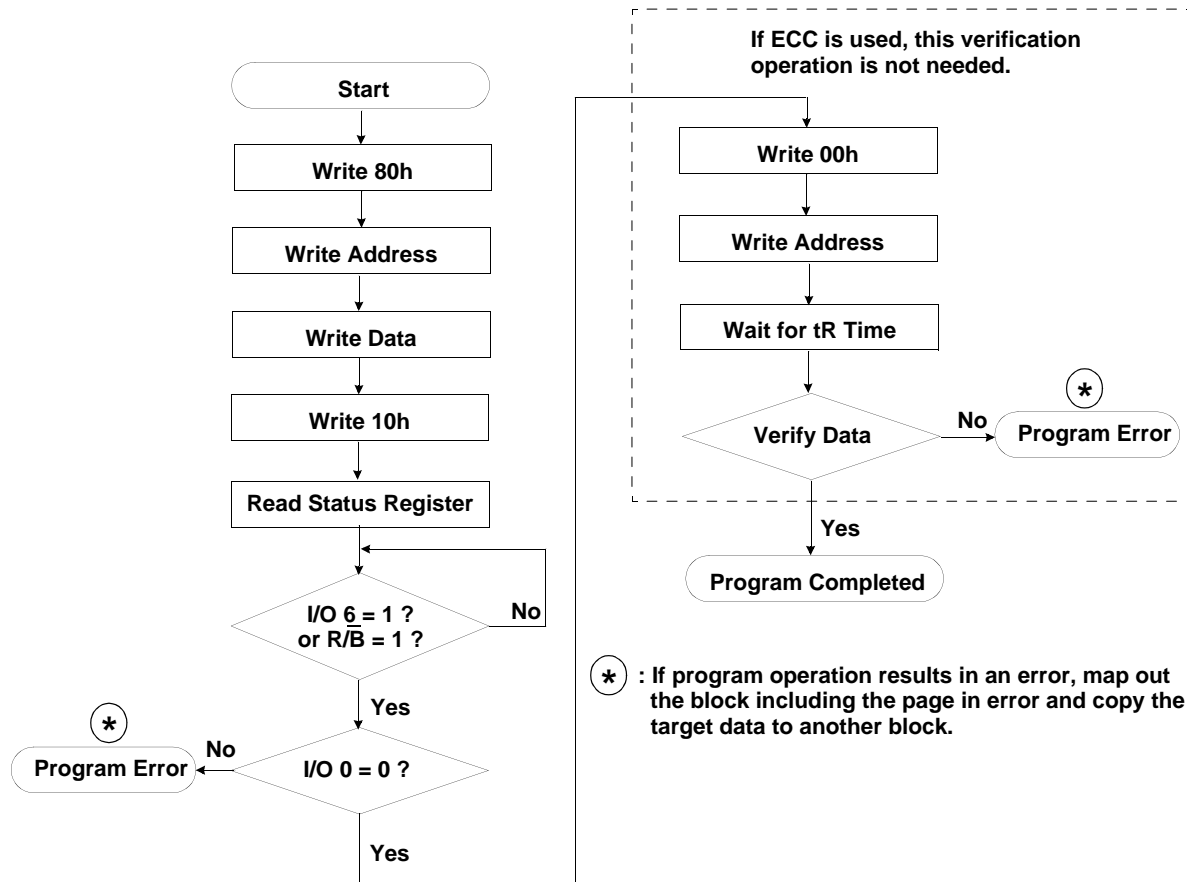 Start
Write 80h
Write Address
Write Data
Write 10h
Read Status Register
I/O 6 = 1 ?
or R/B̅ = 1 ?
No
Yes
*
No
Program Error
I/O 0 = 0 ?
Yes
If ECC is used, this verification
operation is not needed.
Write 00h
Write Address
Wait for tR Time
*
Verify Data
No
Program Error
Yes
Program Completed
* : If program operation results in an error, map out
the block including the page in error and copy the
target data to another block.